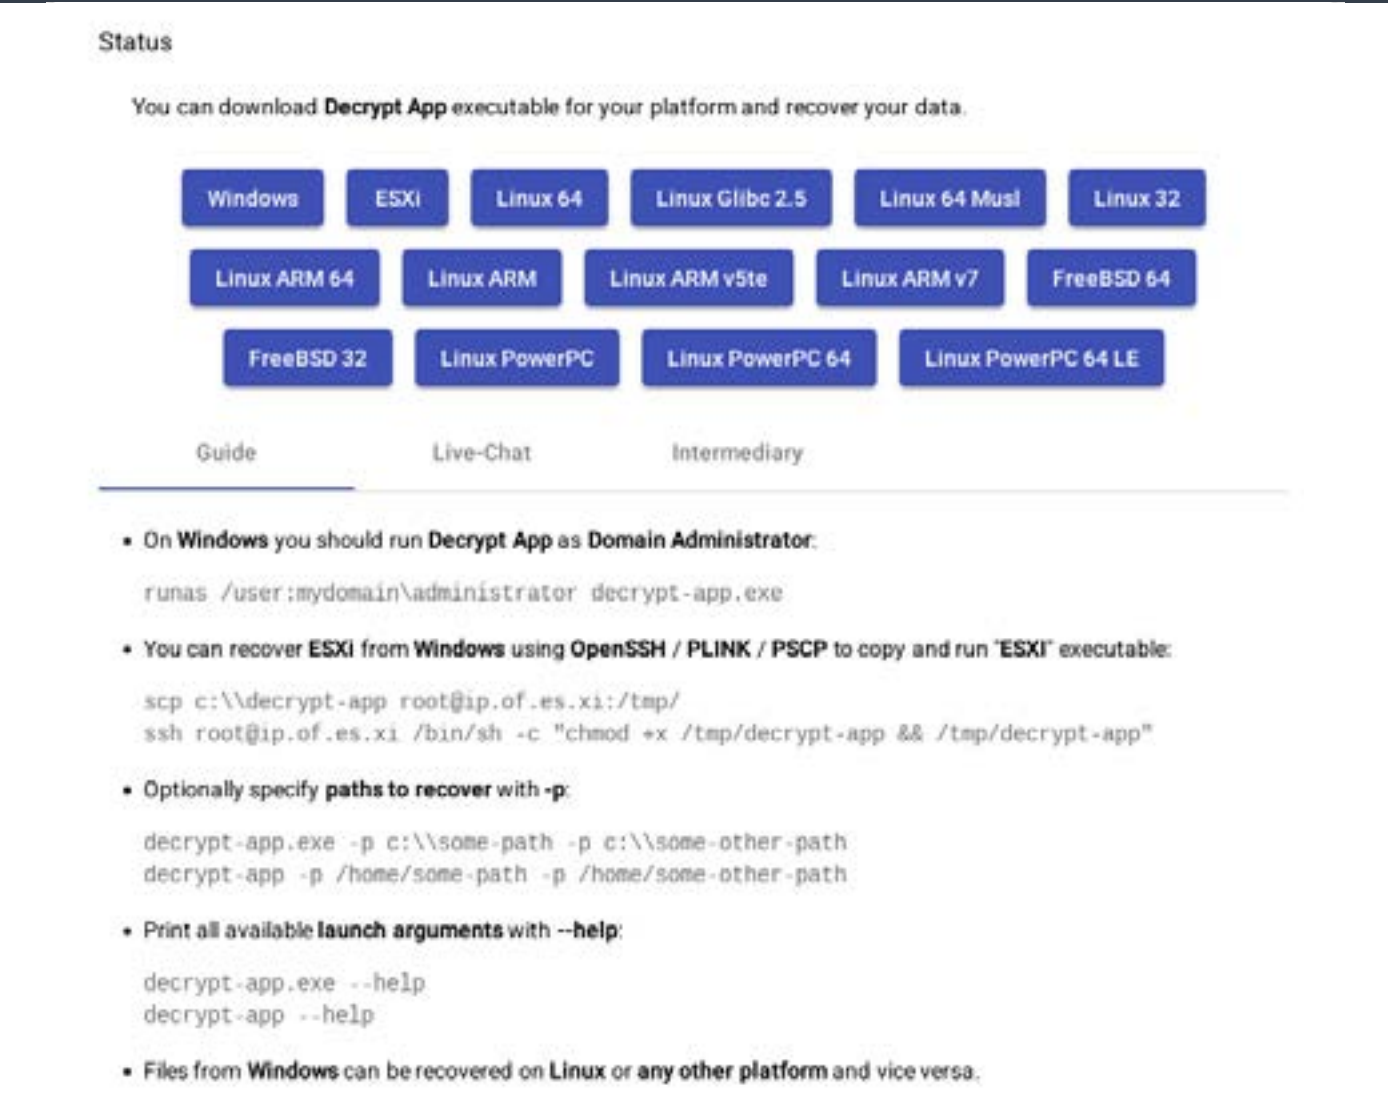 Status
You can download Decrypt App executable for your platform and recover your data.
Windows ESXi Linux 64 Linux Glibc 2.5 Linux 64 Musl Linux 32
Linux ARM 64 Linux ARM Linux ARM v5te Linux ARM v7 FreeBSD 64
FreeBSD 32 Linux PowerPC Linux PowerPC 64 Linux PowerPC 64 LE
Guide Live-Chat Intermediary
• On Windows you should run Decrypt App as Domain Administrator:
runas /user:mydomain\administrator decrypt-app.exe
• You can recover ESXi from Windows using OpenSSH / PLINK / PSCP to copy and run "ESXI" executable:
scp c:\\decrypt-app root@ip.of.es.xi:/tmp/
ssh root@ip.of.es.xi /bin/sh -c "chmod +x /tmp/decrypt-app && /tmp/decrypt-app"
• Optionally specify paths to recover with -p:
decrypt-app.exe -p c:\\some-path -p c:\\some-other-path
decrypt-app -p /home/some-path -p /home/some-other-path
• Print all available launch arguments with --help:
decrypt-app.exe --help
decrypt-app --help
• Files from Windows can be recovered on Linux or any other platform and vice versa.